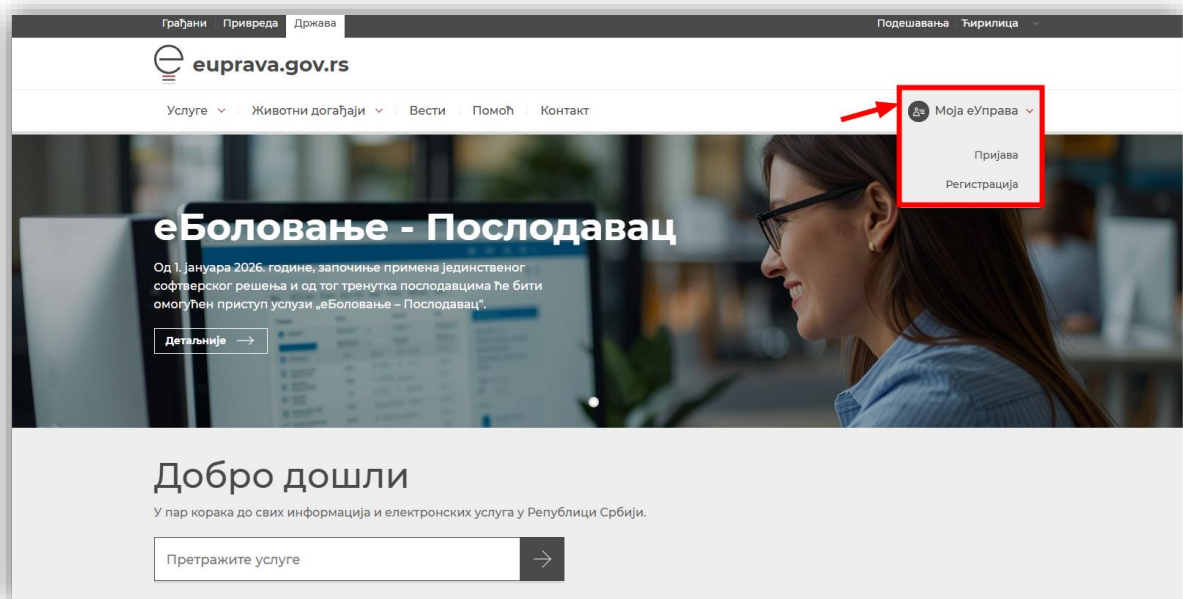 Грађани Привреда Држава Подешавања Ћирилица
euprava.gov.rs
Услуге Животни догађаји Вести Помоћ Контакт Моја еУправа
Пријава
Регистрација
еБоловање - Послодавац
Од 1. јануара 2026. године, започиње примена јединственог
софтверског решења и од тог тренутка послодавцима ће бити
омогућен приступ услузи „еБоловање – Послодавац“.
Детаљније
Добро дошли
У пар корака до свих информација и електронских услуга у Републици Србији.
Претражите услуге